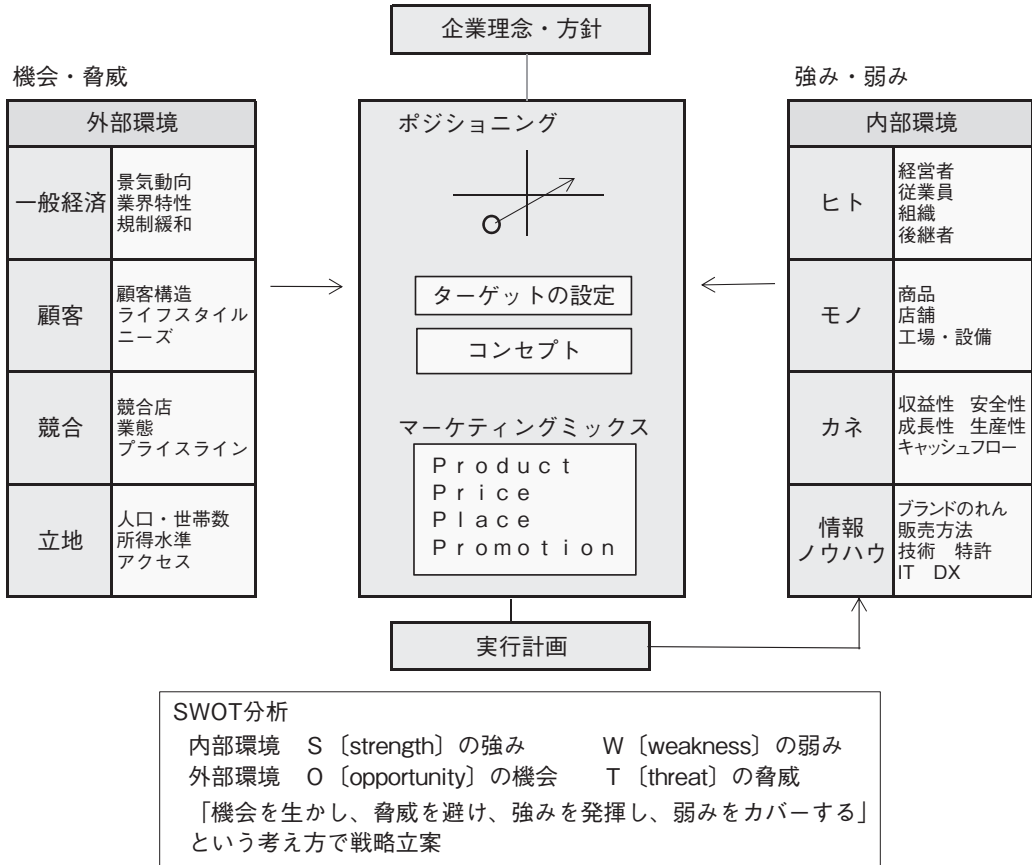 企業理念・方針
機会・脅威
外部環境
一般経済
景気動向
業界特性
規制緩和
顧客
顧客構造
ライフスタイル
ニーズ
競合
競合店
業態
プライスライン
立地
人口・世帯数
所得水準
アクセス
ポジショニング
ターゲットの設定
コンセプト
マーケティングミックス
Product
Price
Place
Promotion
実行計画
強み・弱み
内部環境
ヒト
経営者
従業員
組織
後継者
モノ
商品
店舗
工場・設備
カネ
収益性　安全性
成長性　生産性
キャッシュフロー
情報
ノウハウ
ブランドのれん
販売方法
技術　特許
IT　DX
SWOT分析
内部環境　S〔strength〕の強み　　W〔weakness〕の弱み
外部環境　O〔opportunity〕の機会　　T〔threat〕の脅威
「機会を生かし、脅威を避け、強みを発揮し、弱みをカバーする」
という考え方で戦略立案